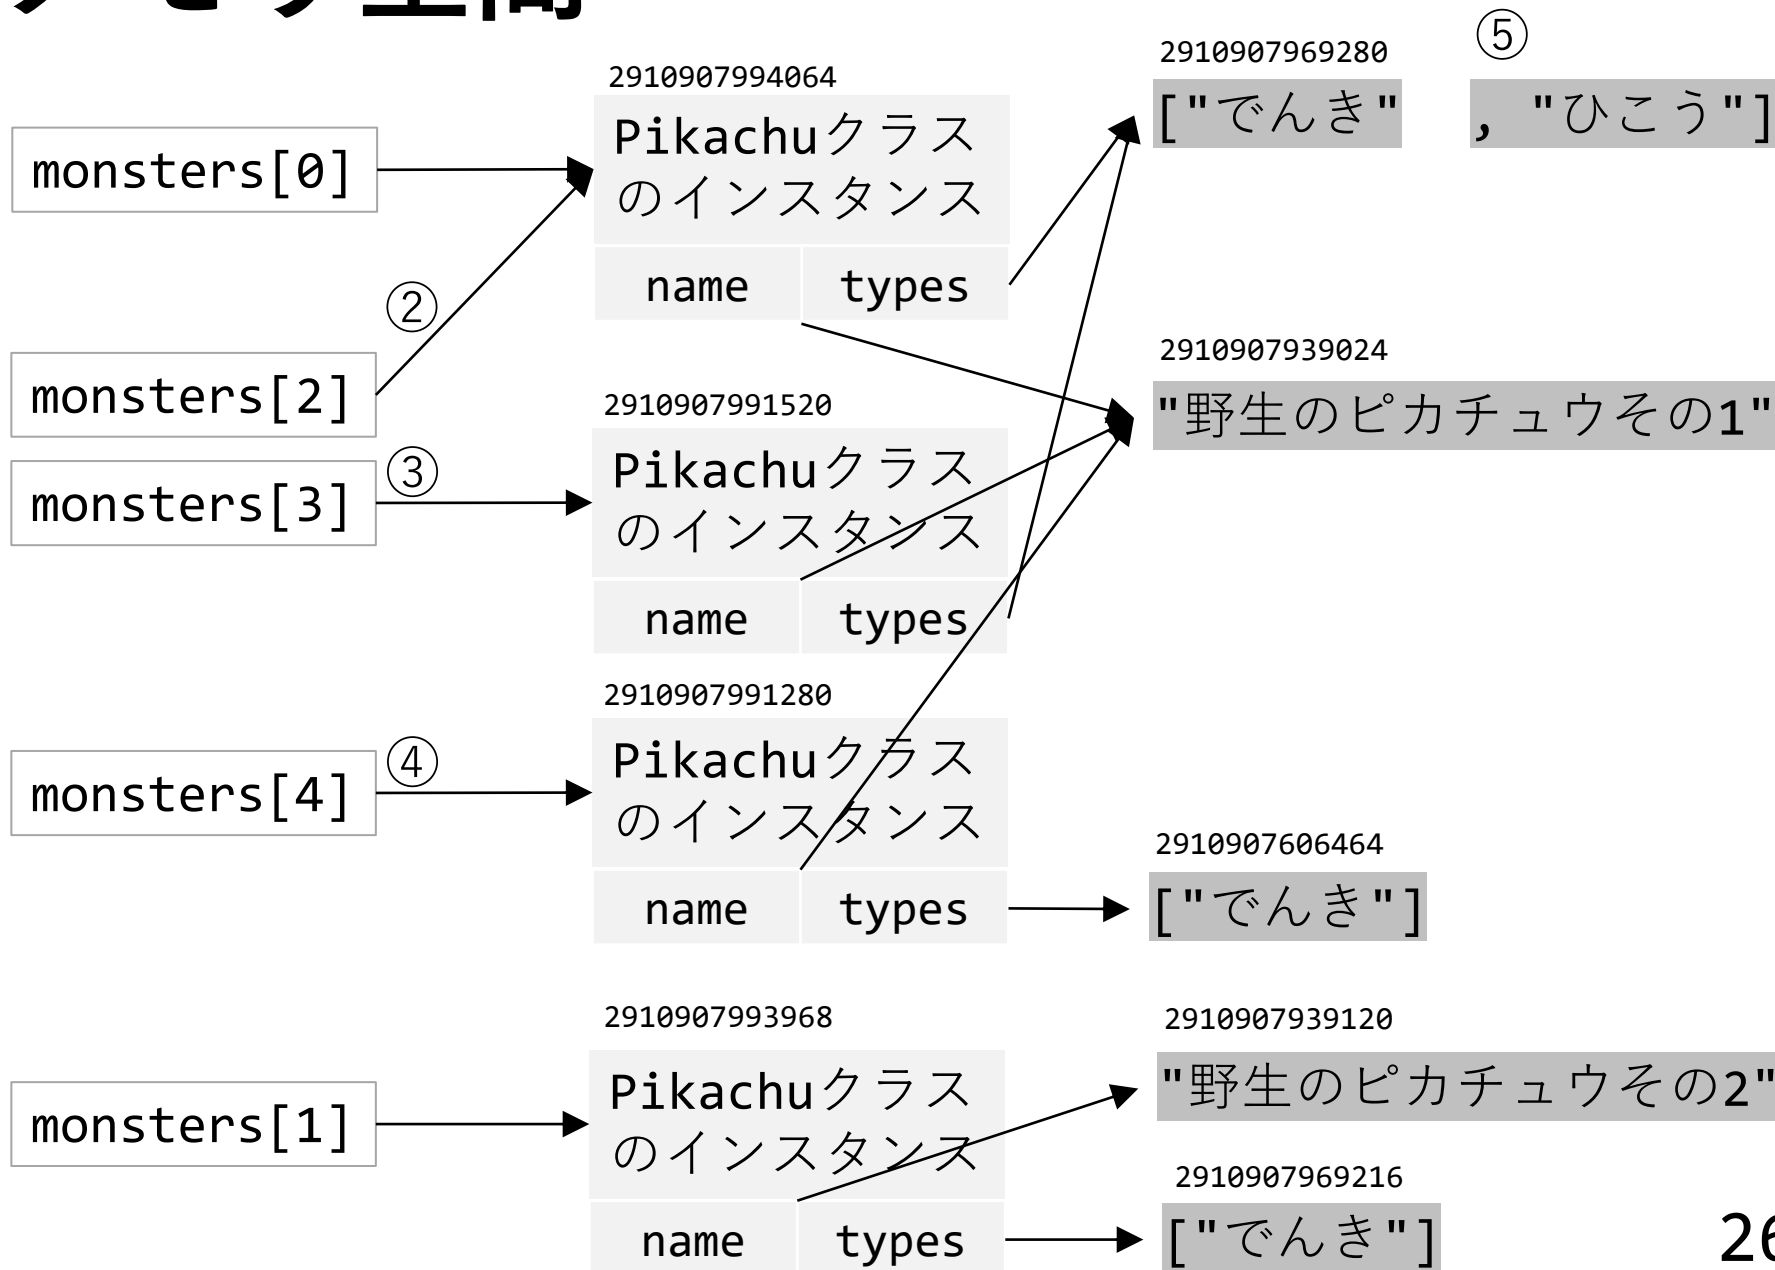 メモリ空間
⑤
2910907994064
2910907969280
Pikachuクラス
のインスタンス
["でんき"
, "ひこう"]
monsters[0]
name
types
②
2910907939024
"野生のピカチュウその1"
monsters[2]
2910907991520
③
Pikachuクラス
のインスタンス
monsters[3]
name
types
2910907991280
④
Pikachuクラス
のインスタンス
monsters[4]
name
types
2910907606464
["でんき"]
2910907993968
2910907939120
Pikachuクラス
のインスタンス
"野生のピカチュウその2"
monsters[1]
name
types
2910907969216
["でんき"]
26